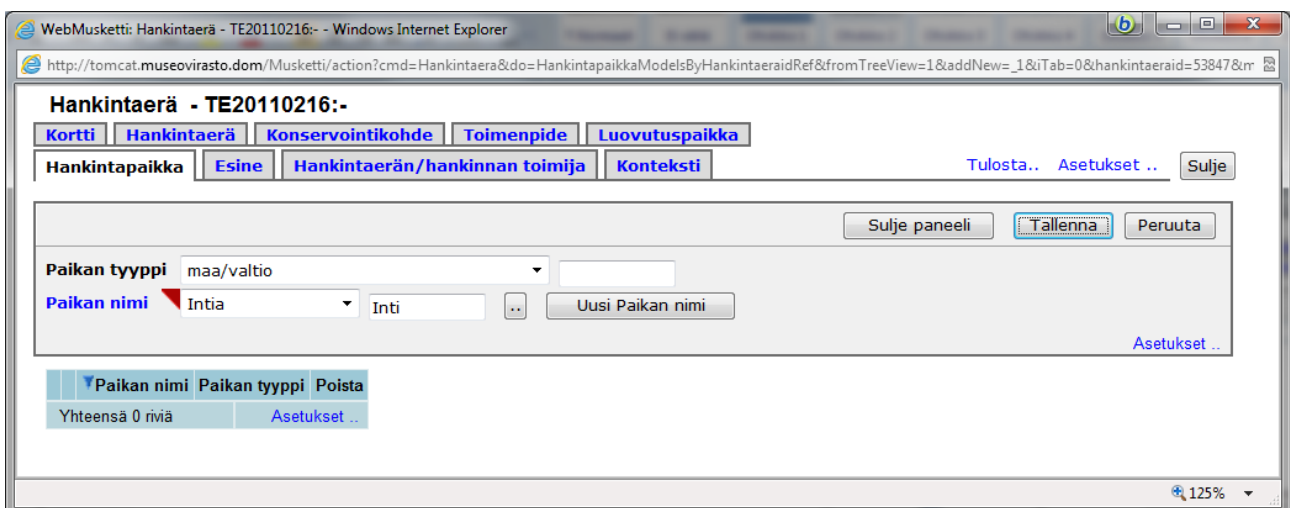 WebMusketti: Hankintaerä - TE20110216:- - Windows Internet Explorer
http://tomcat.museovirasto.dom/Musketti/action?cmd=Hankintaera&do=HankintapaikkaModelsByHankintaeraidRef&fromTreeView=1&addNew=_1&iTab=0&hankintaeraid=53847&m
Hankintaerä - TE20110216:-
Kortti Hankintaerä Konservointikohde Toimenpide Luovutuspaikka
Hankintapaikka Esine Hankintaerän/hankinnan toimija Konteksti Tulosta.. Asetukset .. Sulje
Sulje paneeli Tallenna Peruuta
Paikan tyyppi maa/valtio
Paikan nimi Intia Inti .. Uusi Paikan nimi
Asetukset ..
Paikan nimi Paikan tyyppi Poista
Yhteensä 0 riviä Asetukset ..
125%